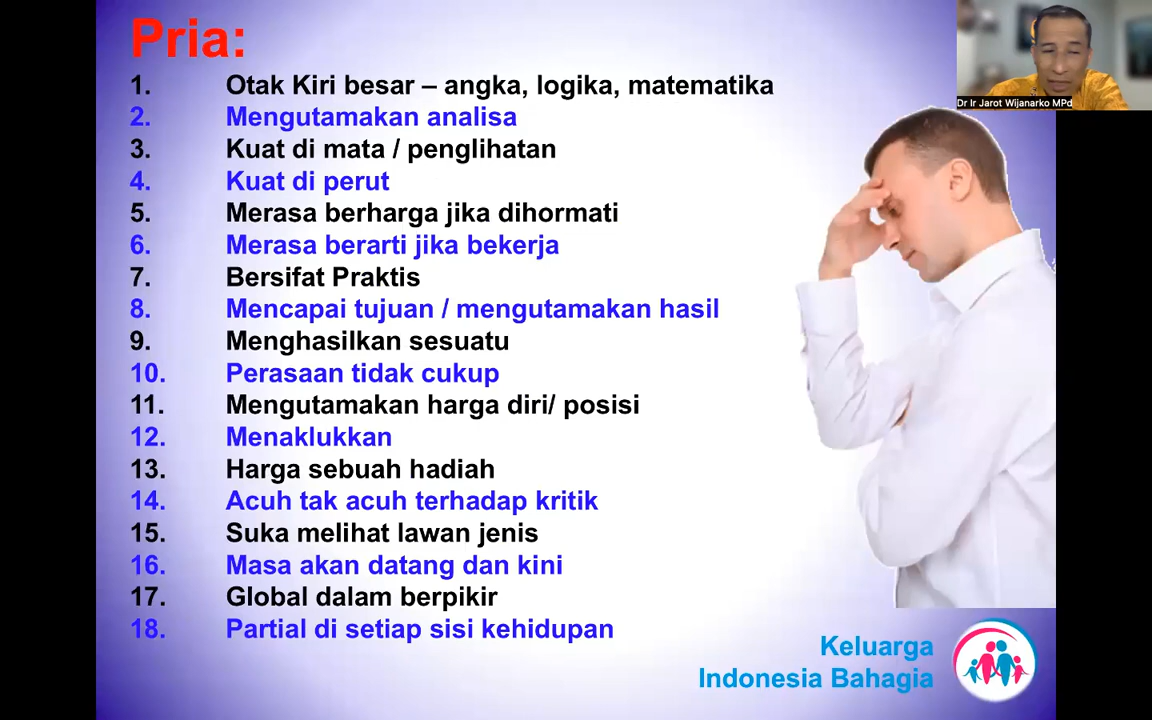 Pria:
1. Otak Kiri besar – angka, logika, matematika
2. Mengutamakan analisa
3. Kuat di mata / penglihatan
4. Kuat di perut
5. Merasa berharga jika dihormati
6. Merasa berarti jika bekerja
7. Bersifat Praktis
8. Mencapai tujuan / mengutamakan hasil
9. Menghasilkan sesuatu
10. Perasaan tidak cukup
11. Mengutamakan harga diri/ posisi
12. Menaklukkan
13. Harga sebuah hadiah
14. Acuh tak acuh terhadap kritik
15. Suka melihat lawan jenis
16. Masa akan datang dan kini
17. Global dalam berpikir
18. Partial di setiap sisi kehidupan
Keluarga
Indonesia Bahagia
Dr Ir Jarot Wijanarko MPd